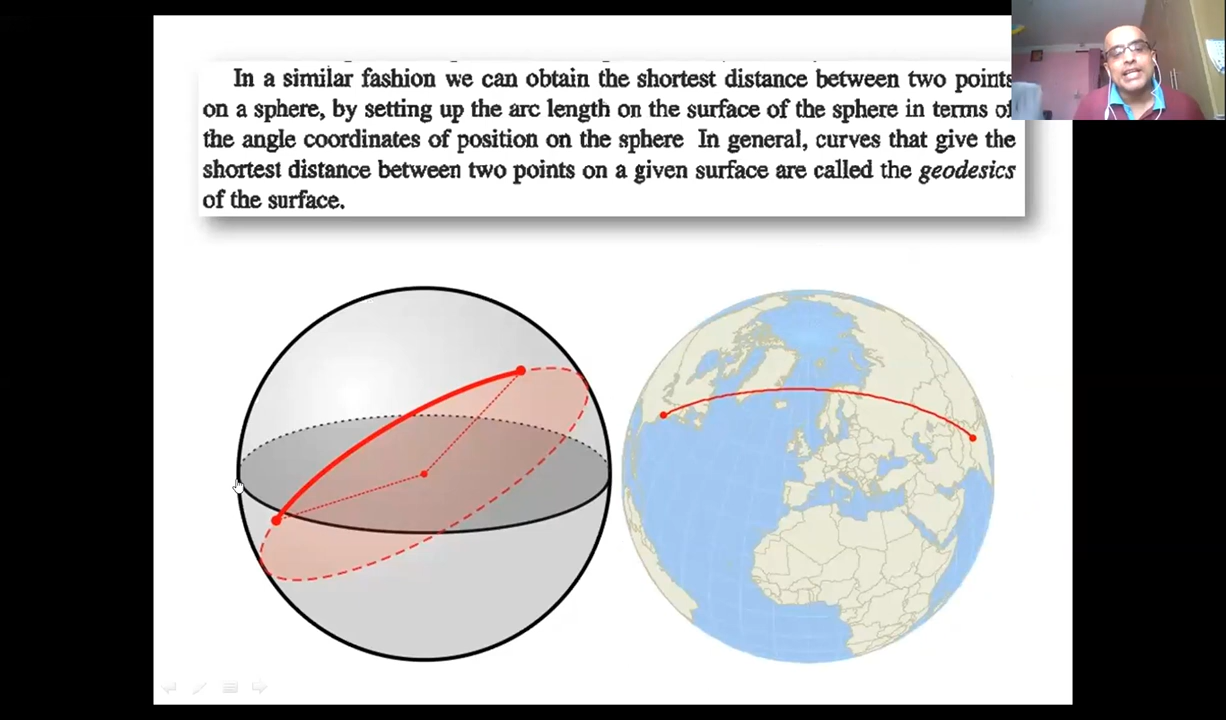 In a similar fashion we can obtain the shortest distance between two points
on a sphere, by setting up the arc length on the surface of the sphere in terms of
the angle coordinates of position on the sphere In general, curves that give the
shortest distance between two points on a given surface are called the geodesics
of the surface.